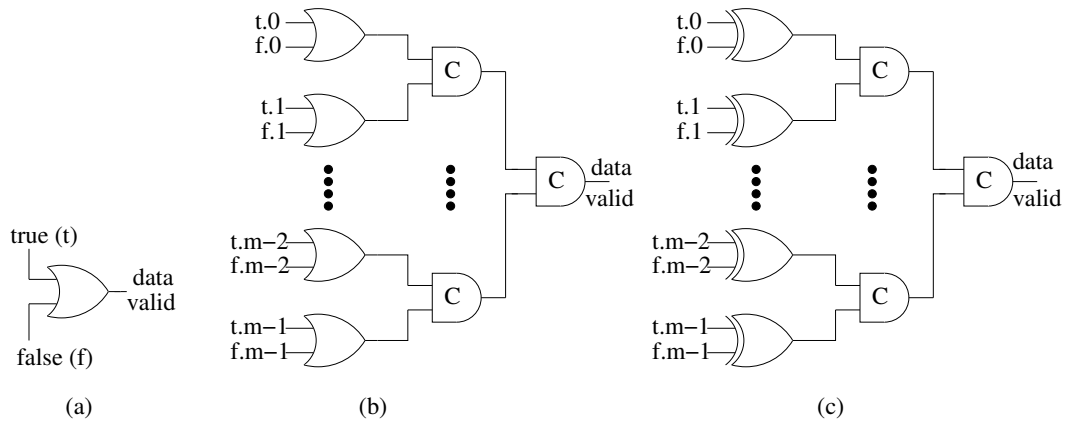 true (t)
false (f)
data
valid
(a)
t.0
f.0
t.1
f.1
t.m−2
f.m−2
t.m−1
f.m−1
C
C
C
data
valid
(b)
t.0
f.0
t.1
f.1
t.m−2
f.m−2
t.m−1
f.m−1
C
C
C
data
valid
(c)